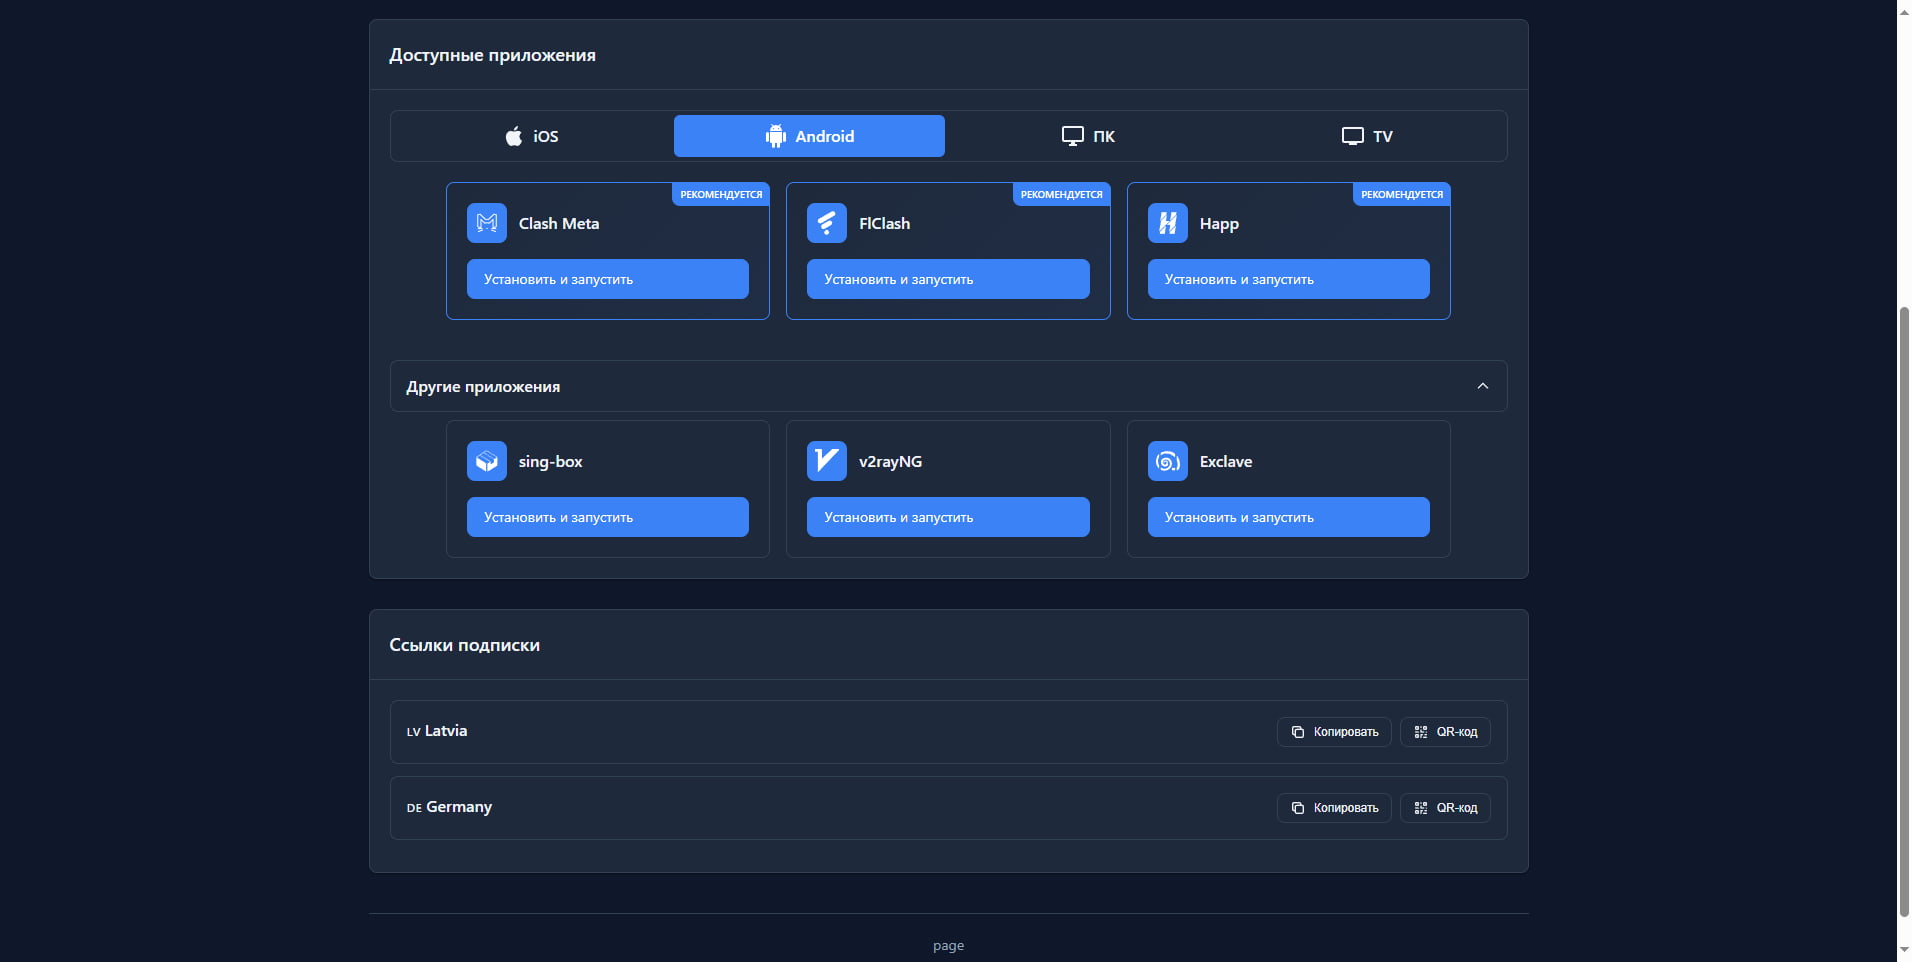 Доступные приложения
iOS
Android
ПК
TV
РЕКОМЕНДУЕТСЯ
Clash Meta
Установить и запустить
РЕКОМЕНДУЕТСЯ
FlClash
Установить и запустить
РЕКОМЕНДУЕТСЯ
Happ
Установить и запустить
Другие приложения
sing-box
Установить и запустить
v2rayNG
Установить и запустить
Exclave
Установить и запустить
Ссылки подписки
LV Latvia
Копировать
QR-код
DE Germany
Копировать
QR-код
page